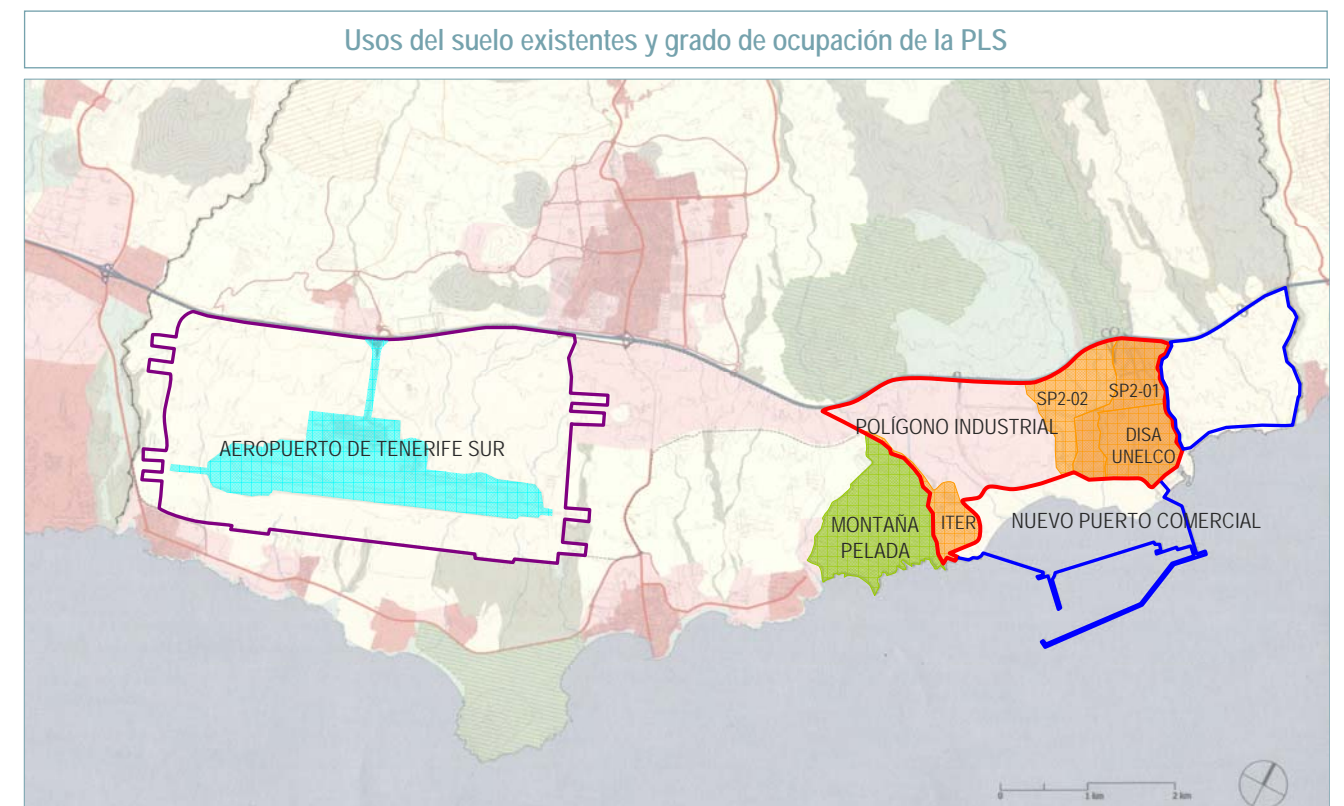 Usos del suelo existentes y grado de ocupación de la PLS
SP2-02
SP2-01
POLÍGONO INDUSTRIAL
DISA
UNELCO
AEROPUERTO DE TENERIFE SUR
MONTAÑA
PELADA
ITER
NUEVO PUERTO COMERCIAL
0
1 km
2 km